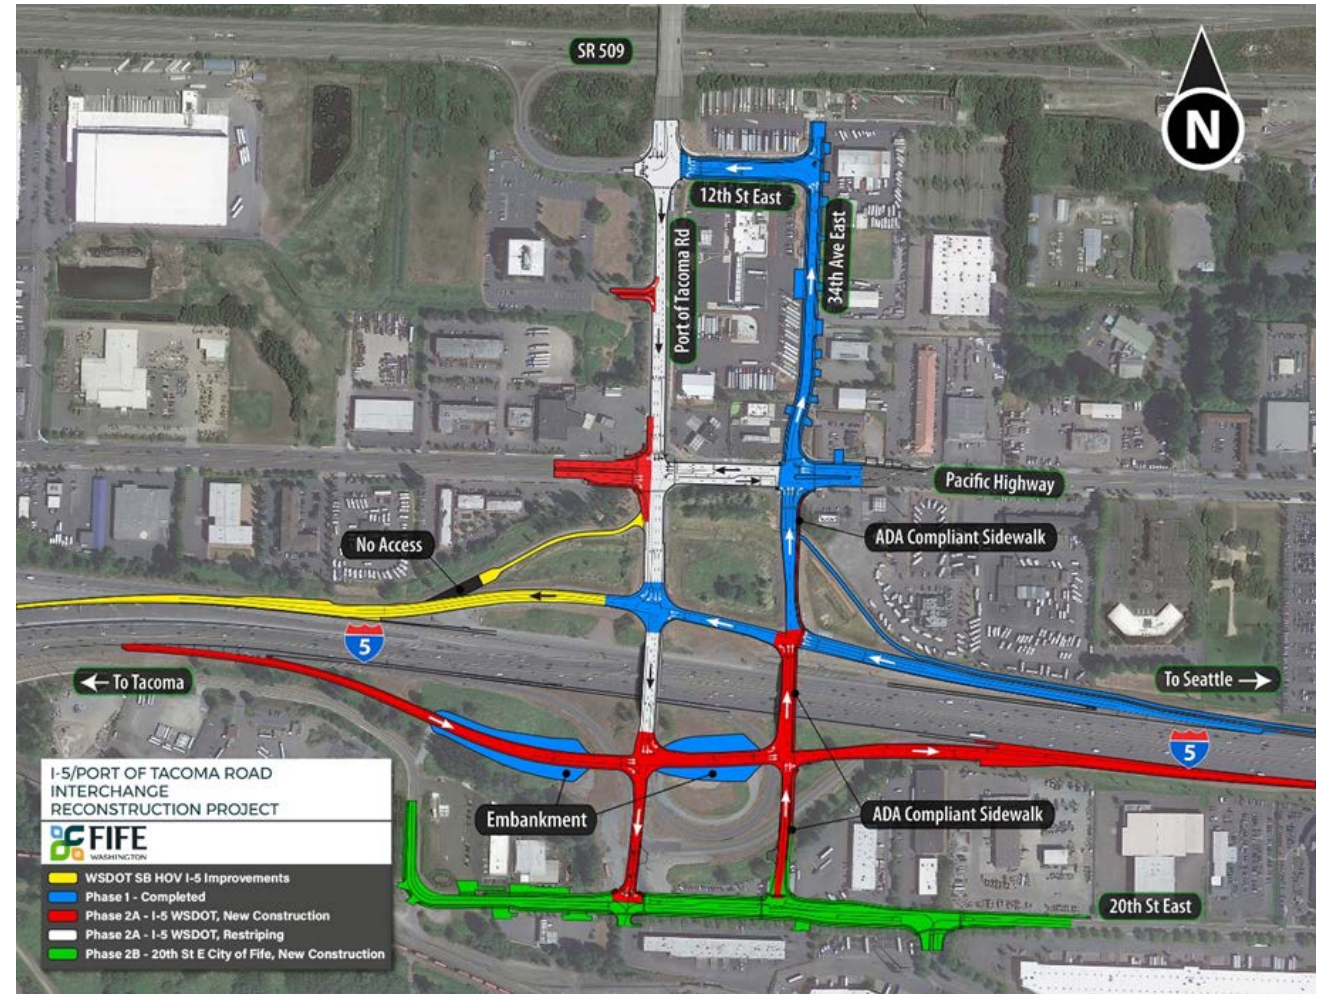 SR 509
N
12th St East
Port of Tacoma Rd
34th Ave East
Pacific Highway
ADA Compliant Sidewalk
No Access
5
To Tacoma
To Seattle
5
I-5/PORT OF TACOMA ROAD
INTERCHANGE
RECONSTRUCTION PROJECT
FIFE
WASHINGTON
Embankment
ADA Compliant Sidewalk
20th St East
WSDOT SB HOV I-5 Improvements
Phase 1 - Completed
Phase 2A - I-5 WSDOT, New Construction
Phase 2A - I-5 WSDOT, Restriping
Phase 2B - 20th St E City of Fife, New Construction